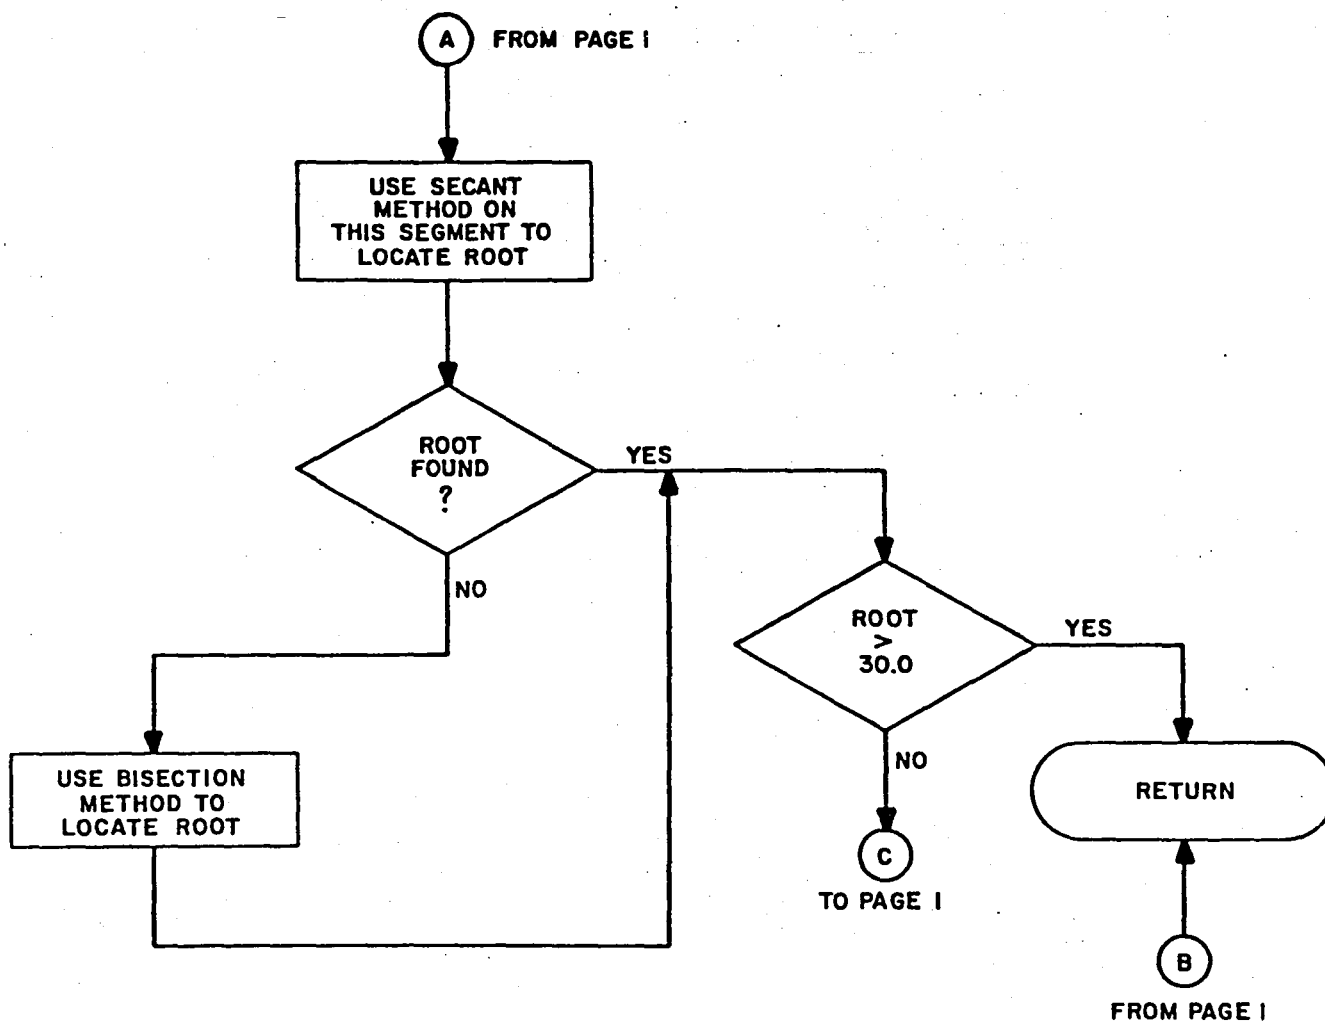 A FROM PAGE 1
USE SECANT
METHOD ON
THIS SEGMENT TO
LOCATE ROOT
ROOT
FOUND
?
YES
NO
ROOT
>
30.0
YES
NO
USE BISECTION
METHOD TO
LOCATE ROOT
RETURN
C
TO PAGE 1
B
FROM PAGE 1